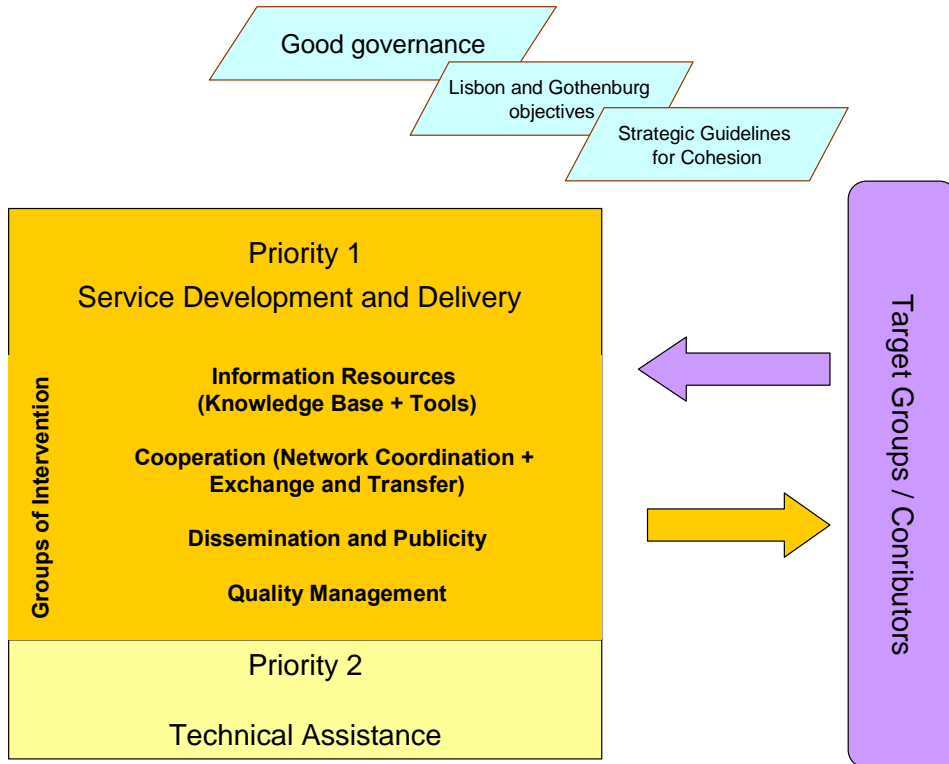 Good governance
Lisbon and Gothenburg
objectives
Strategic Guidelines
for Cohesion
Priority 1
Service Development and Delivery
Groups of Intervention
Information Resources
(Knowledge Base + Tools)
Cooperation (Network Coordination +
Exchange and Transfer)
Dissemination and Publicity
Quality Management
Priority 2
Technical Assistance
Target Groups / Conributors